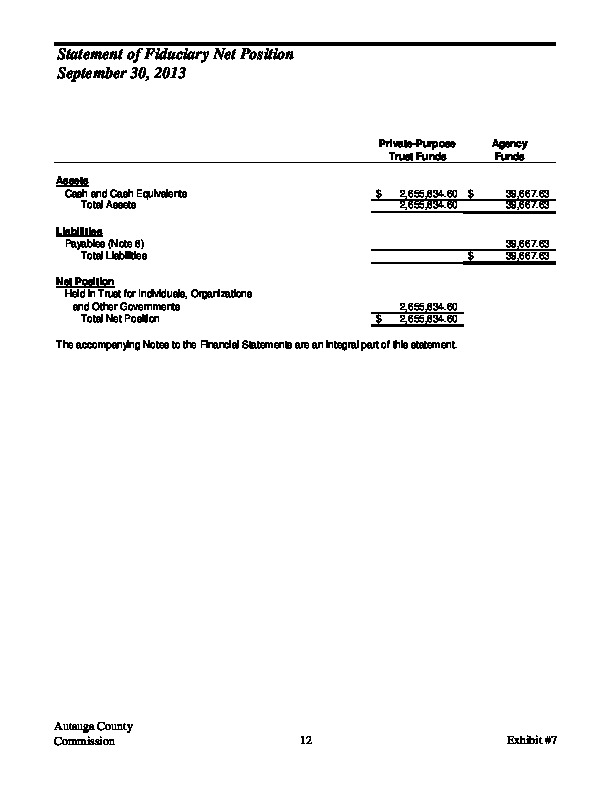 Statement of Fiduciary Net Position
September 30, 2013
Private-Purpose Agency
Trust Funds Funds
Assets
Cash and Cash Equivalents $ 2,655,834.60 $ 39,667.63
Total Assets 2,655,834.60 39,667.63
Liabilities
Payables (Note 6) 39,667.63
Total Liabilities $ 39,667.63
Net Position
Held in Trust for Individuals, Organizations
and Other Governments 2,655,834.60
Total Net Position $ 2,655,834.60
The accompanying Notes to the Financial Statements are an integral part of this statement.
Autauga County
Commission 12 Exhibit #7